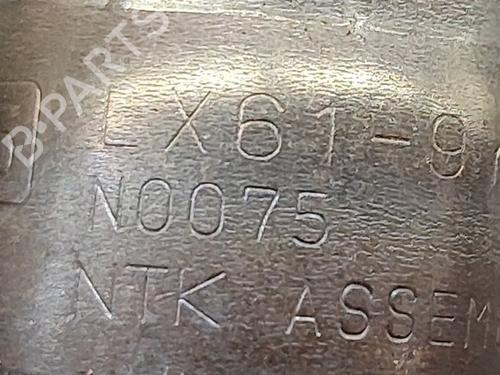 LX61-9
N0075
NTK ASSEM
B-PARTS